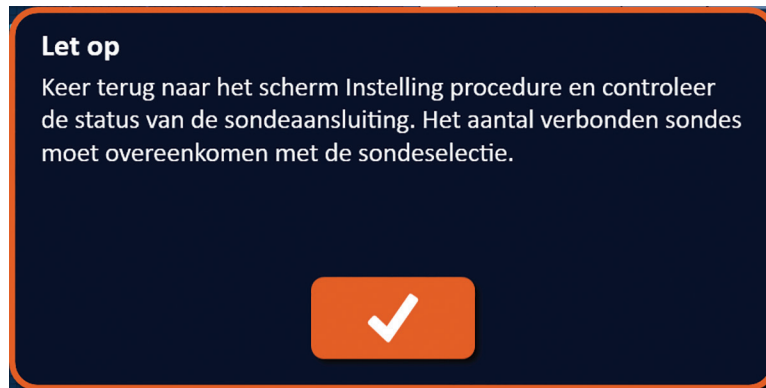 Let op
Keer terug naar het scherm Instelling procedure en controleer
de status van de sondeaansluiting. Het aantal verbonden sondes
moet overeenkomen met de sondeselectie.